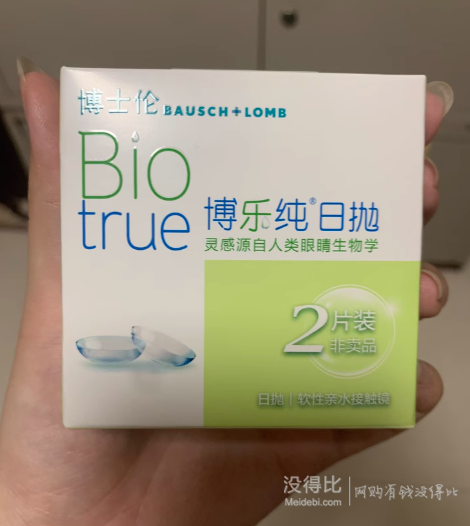 博士伦 BAUSCH+LOMB
Bio
true 博乐纯®日抛
灵感源自人类眼睛生物学
2片装
非卖品
日抛｜软性亲水接触镜
没得比
Meidebi.com
网购有钱没得比